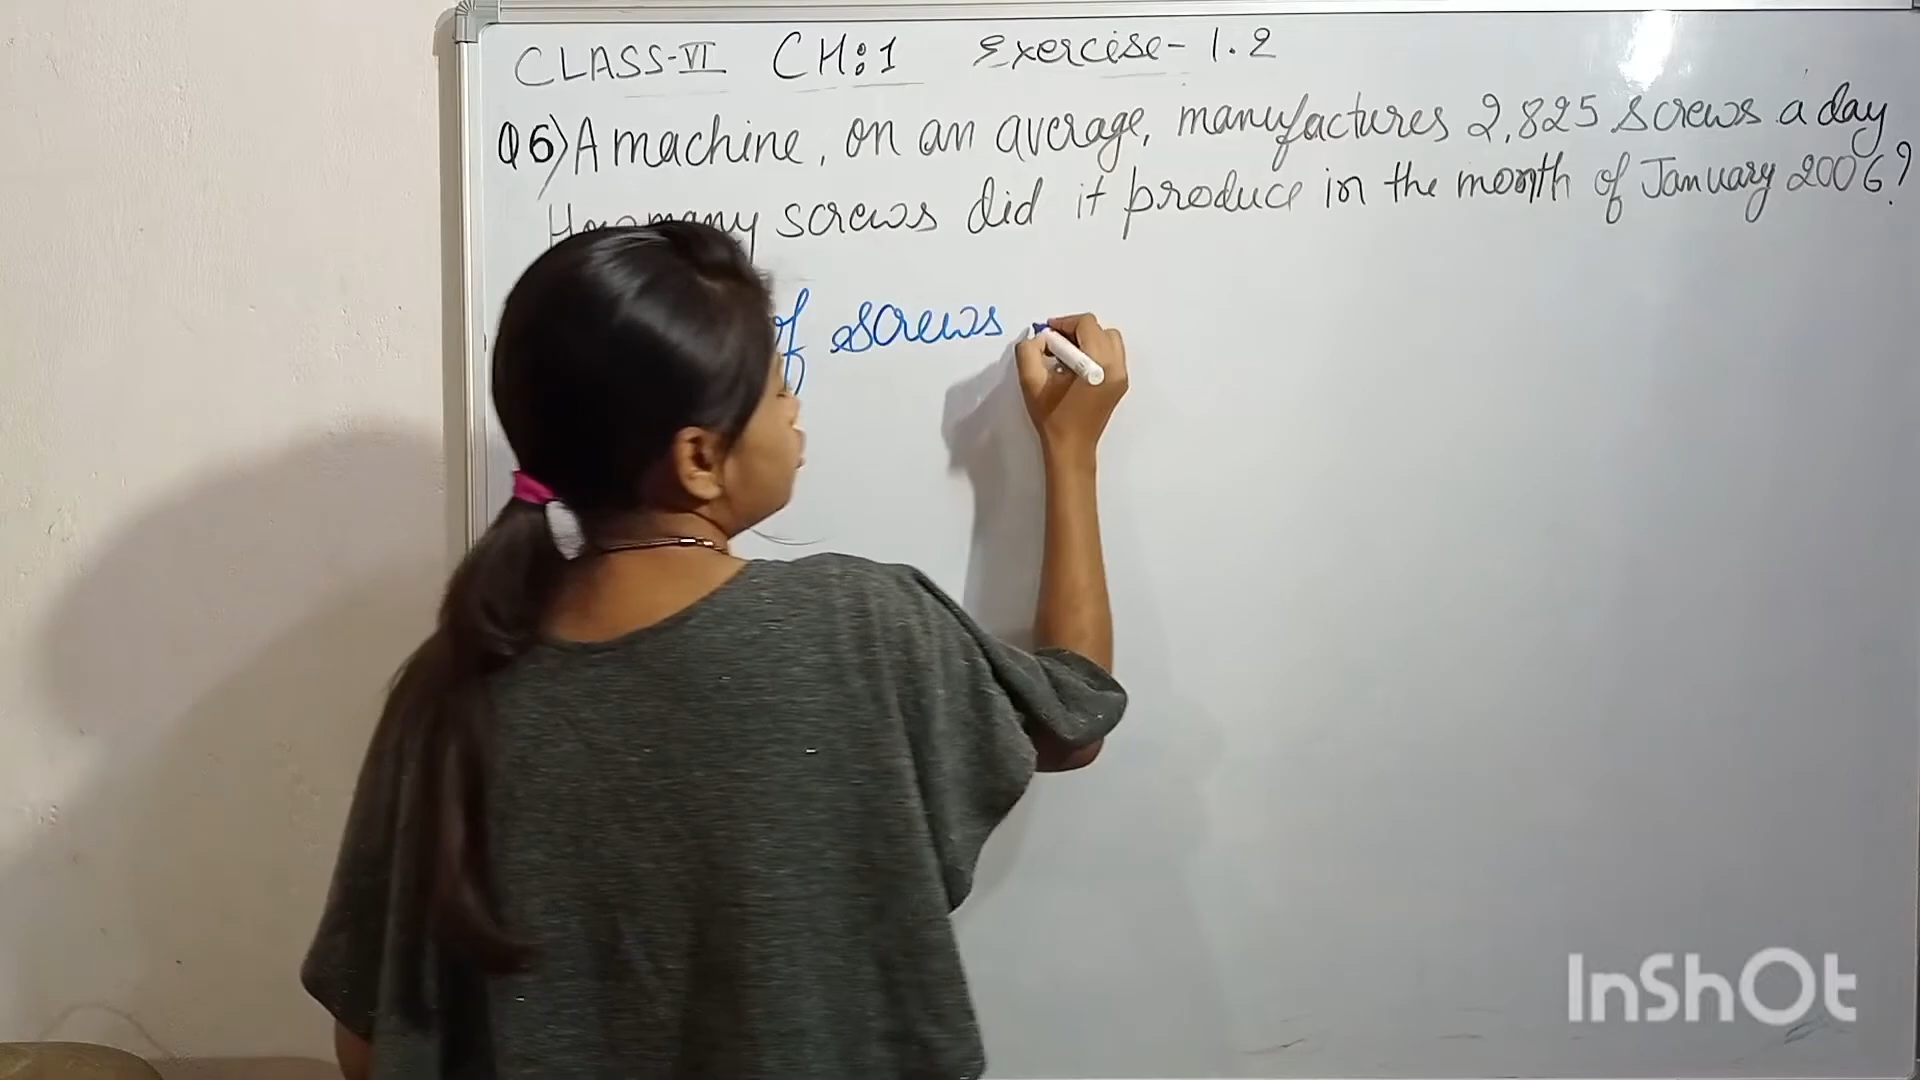 CLASS-VI CH:1 Exercise-1.2
Q6) A machine, on an average, manufactures 2,825 screws a day
many screws did it produce in the month of January 2006?
of screws
InShOt